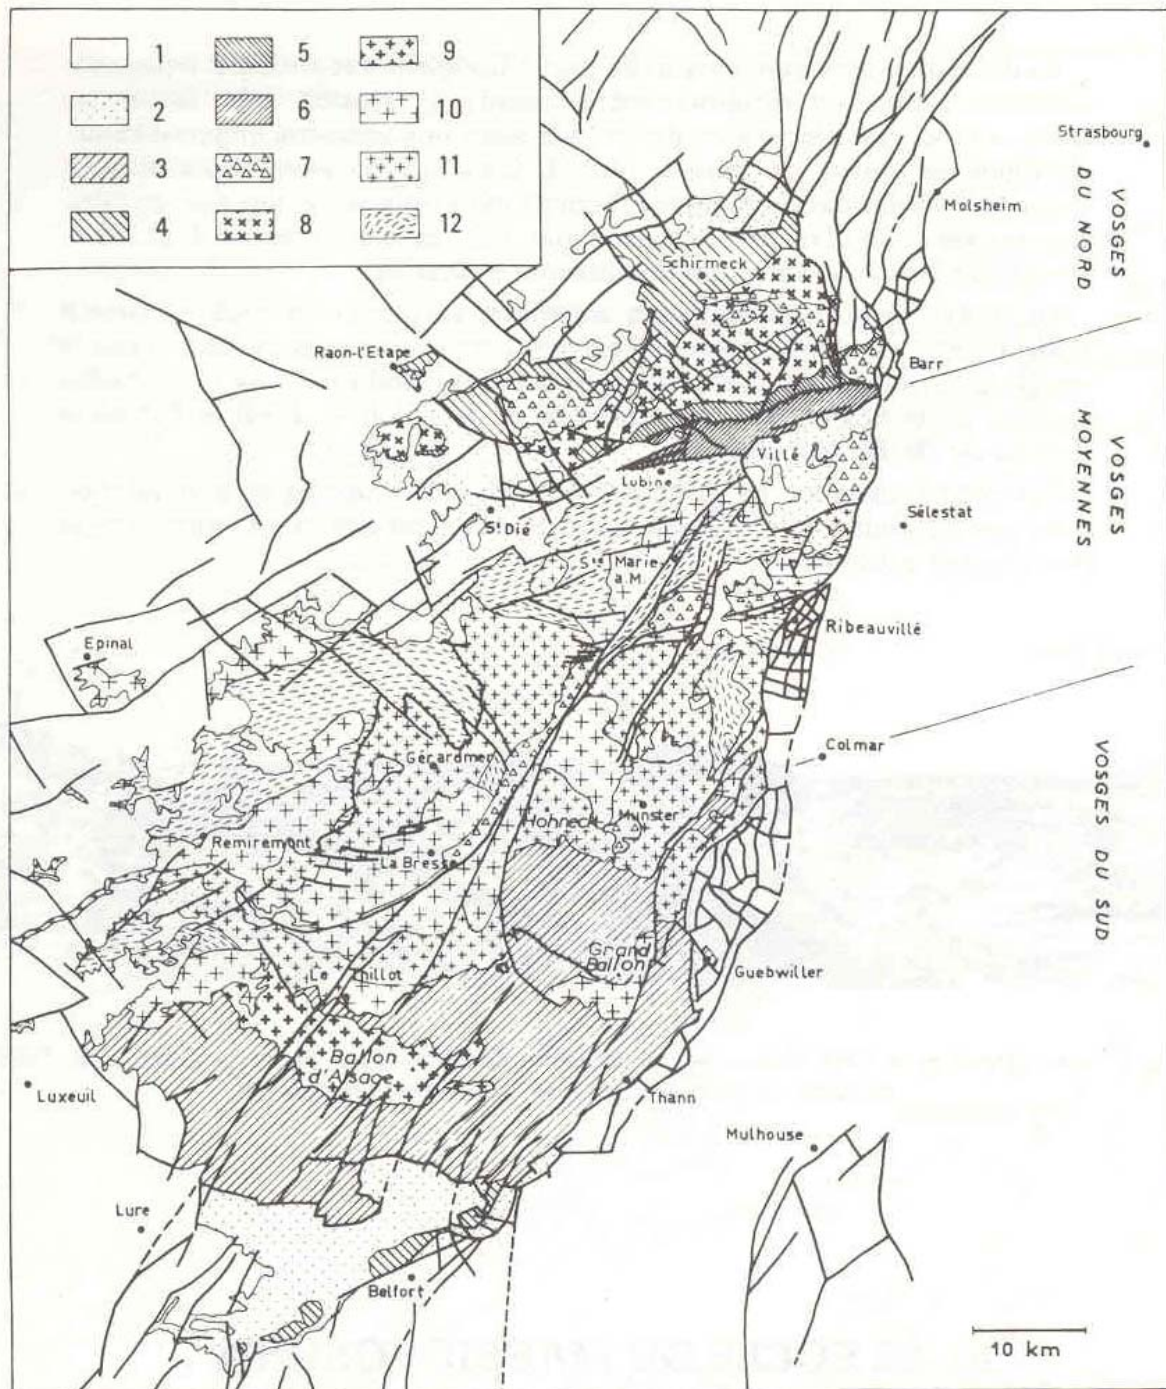 1 5 9
2 6 10
3 7 11
4 8 12
Strasbourg
VOSGES DU NORD
Molsheim
Schirmeck
Raon-l'Etape
Barr
VOSGES MOYENNES
Villé
Lubine
St Dié
Sélestat
Ste Marie a.M.
Ribeauvillé
Epinal
Colmar
Gérardmer
VOSGES DU SUD
Hohneck
Munster
Remiremont
La Bresse
Grand Ballon
Guebwiller
Le Thillot
Ballon d'Alsace
Luxeuil
Thann
Mulhouse
Lure
Belfort
10 km